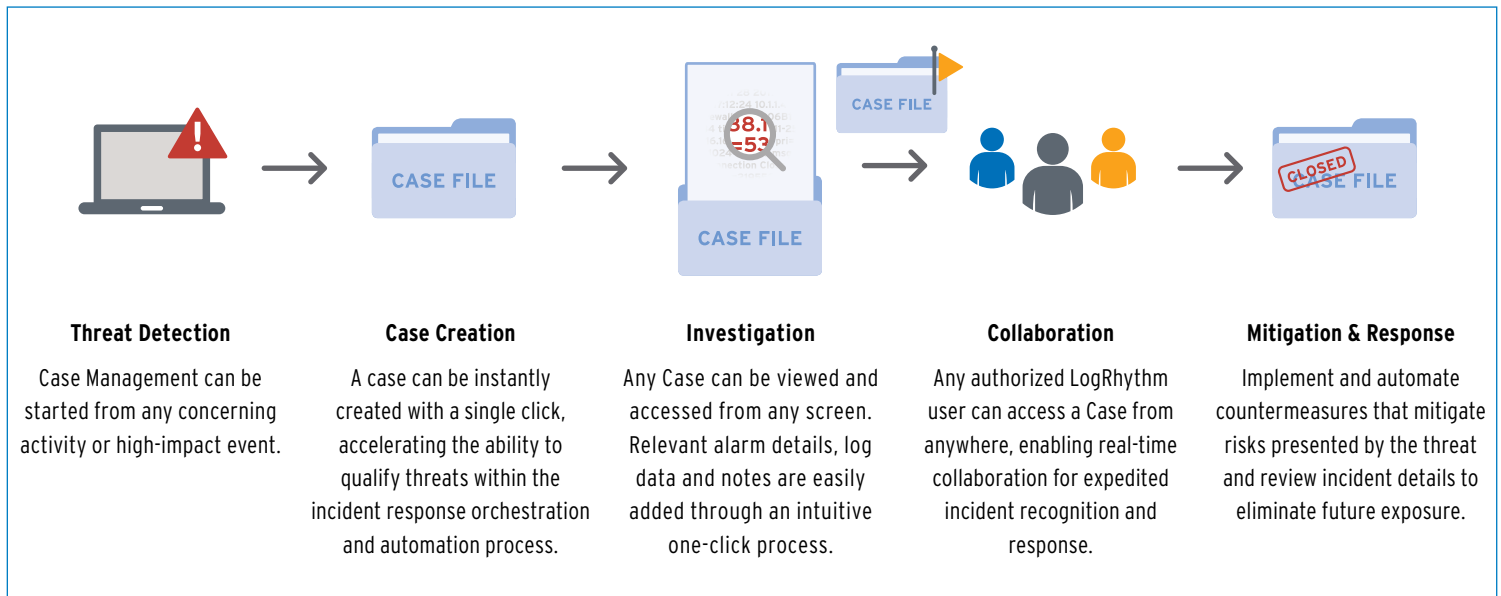 CASE FILE
CASE FILE
38.1
=53
CASE FILE
CASE FILE
CLOSED
Threat Detection
Case Management can be
started from any concerning
activity or high-impact event.
Case Creation
A case can be instantly
created with a single click,
accelerating the ability to
qualify threats within the
incident response orchestration
and automation process.
Investigation
Any Case can be viewed and
accessed from any screen.
Relevant alarm details, log
data and notes are easily
added through an intuitive
one-click process.
Collaboration
Any authorized LogRhythm
user can access a Case from
anywhere, enabling real-time
collaboration for expedited
incident recognition and
response.
Mitigation & Response
Implement and automate
countermeasures that mitigate
risks presented by the threat
and review incident details to
eliminate future exposure.